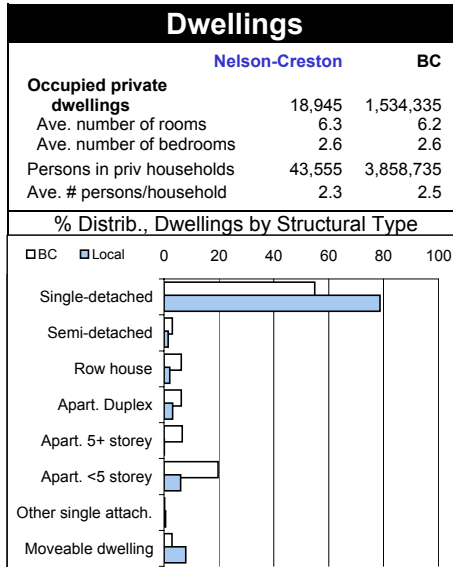 Dwellings
Nelson-Creston BC
Occupied private
dwellings 18,945 1,534,335
Ave. number of rooms 6.3 6.2
Ave. number of bedrooms 2.6 2.6
Persons in priv households 43,555 3,858,735
Ave. # persons/household 2.3 2.5
% Distrib., Dwellings by Structural Type
BC Local 0 20 40 60 80 100
Single-detached
Semi-detached
Row house
Apart. Duplex
Apart. 5+ storey
Apart. <5 storey
Other single attach.
Moveable dwelling